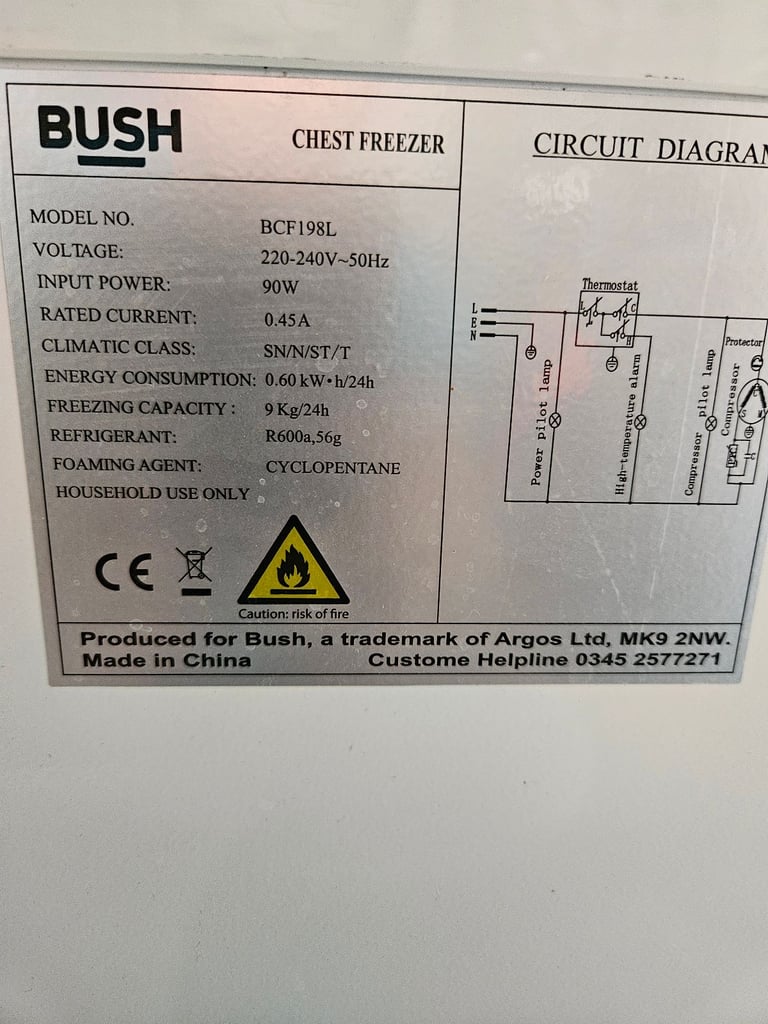 BUSH
CHEST FREEZER
MODEL NO. BCF198L
VOLTAGE: 220-240V~50Hz
INPUT POWER: 90W
RATED CURRENT: 0.45A
CLIMATIC CLASS: SN/N/ST/T
ENERGY CONSUMPTION: 0.60 kW•h/24h
FREEZING CAPACITY : 9 Kg/24h
REFRIGERANT: R600a,56g
FOAMING AGENT: CYCLOPENTANE
HOUSEHOLD USE ONLY
CE
Caution: risk of fire
CIRCUIT DIAGRAM
Thermostat
L
E
N
L
C
H
Power pilot lamp
High-temperature alarm
Compressor pilot lamp
Compressor
Protector
Produced for Bush, a trademark of Argos Ltd, MK9 2NW.
Made in China Custome Helpline 0345 2577271